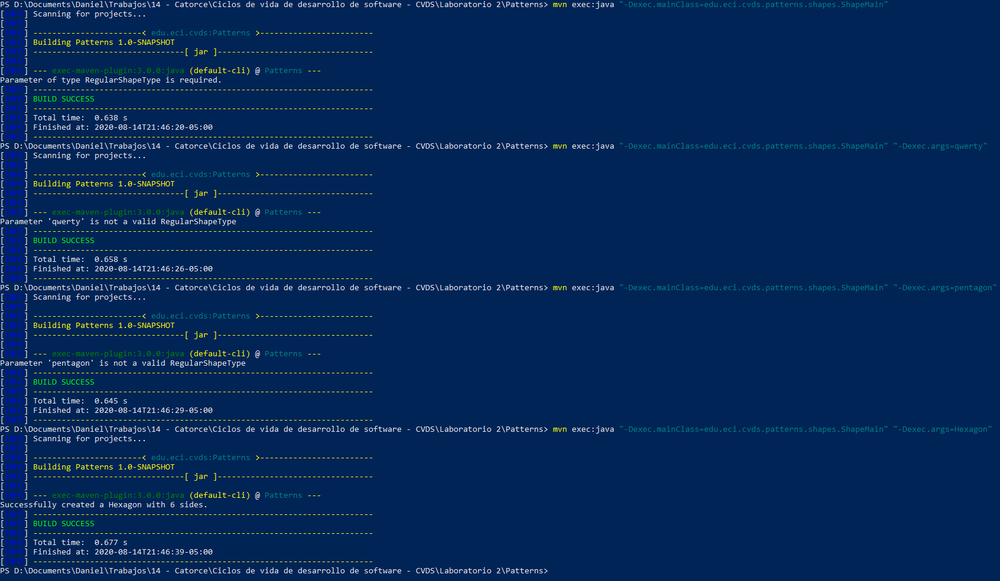 PS D:\Documents\Daniel\Trabajos\14 - Catorce\Ciclos de vida de desarrollo de software - CVDS\Laboratorio 2\Patterns> mvn exec:java "-Dexec.mainClass=edu.eci.cvds.patterns.shapes.ShapeMain"
[INFO] Scanning for projects...
[INFO]
[INFO] -----------------------< edu.eci.cvds:Patterns >------------------------
[INFO] Building Patterns 1.0-SNAPSHOT
[INFO] --------------------------------[ jar ]---------------------------------
[INFO]
[INFO] --- exec-maven-plugin:3.0.0:java (default-cli) @ Patterns ---
Parameter of type RegularShapeType is required.
[INFO] ------------------------------------------------------------------------
[INFO] BUILD SUCCESS
[INFO] ------------------------------------------------------------------------
[INFO] Total time:  0.638 s
[INFO] Finished at: 2020-08-14T21:46:20-05:00
[INFO] ------------------------------------------------------------------------
PS D:\Documents\Daniel\Trabajos\14 - Catorce\Ciclos de vida de desarrollo de software - CVDS\Laboratorio 2\Patterns> mvn exec:java "-Dexec.mainClass=edu.eci.cvds.patterns.shapes.ShapeMain" "-Dexec.args=qwerty"
[INFO] Scanning for projects...
[INFO]
[INFO] -----------------------< edu.eci.cvds:Patterns >------------------------
[INFO] Building Patterns 1.0-SNAPSHOT
[INFO] --------------------------------[ jar ]---------------------------------
[INFO]
[INFO] --- exec-maven-plugin:3.0.0:java (default-cli) @ Patterns ---
Parameter 'qwerty' is not a valid RegularShapeType
[INFO] ------------------------------------------------------------------------
[INFO] BUILD SUCCESS
[INFO] ------------------------------------------------------------------------
[INFO] Total time:  0.658 s
[INFO] Finished at: 2020-08-14T21:46:26-05:00
[INFO] ------------------------------------------------------------------------
PS D:\Documents\Daniel\Trabajos\14 - Catorce\Ciclos de vida de desarrollo de software - CVDS\Laboratorio 2\Patterns> mvn exec:java "-Dexec.mainClass=edu.eci.cvds.patterns.shapes.ShapeMain" "-Dexec.args=pentagon"
[INFO] Scanning for projects...
[INFO]
[INFO] -----------------------< edu.eci.cvds:Patterns >------------------------
[INFO] Building Patterns 1.0-SNAPSHOT
[INFO] --------------------------------[ jar ]---------------------------------
[INFO]
[INFO] --- exec-maven-plugin:3.0.0:java (default-cli) @ Patterns ---
Parameter 'pentagon' is not a valid RegularShapeType
[INFO] ------------------------------------------------------------------------
[INFO] BUILD SUCCESS
[INFO] ------------------------------------------------------------------------
[INFO] Total time:  0.645 s
[INFO] Finished at: 2020-08-14T21:46:29-05:00
[INFO] ------------------------------------------------------------------------
PS D:\Documents\Daniel\Trabajos\14 - Catorce\Ciclos de vida de desarrollo de software - CVDS\Laboratorio 2\Patterns> mvn exec:java "-Dexec.mainClass=edu.eci.cvds.patterns.shapes.ShapeMain" "-Dexec.args=Hexagon"
[INFO] Scanning for projects...
[INFO]
[INFO] -----------------------< edu.eci.cvds:Patterns >------------------------
[INFO] Building Patterns 1.0-SNAPSHOT
[INFO] --------------------------------[ jar ]---------------------------------
[INFO]
[INFO] --- exec-maven-plugin:3.0.0:java (default-cli) @ Patterns ---
Successfully created a Hexagon with 6 sides.
[INFO] ------------------------------------------------------------------------
[INFO] BUILD SUCCESS
[INFO] ------------------------------------------------------------------------
[INFO] Total time:  0.677 s
[INFO] Finished at: 2020-08-14T21:46:39-05:00
[INFO] ------------------------------------------------------------------------
PS D:\Documents\Daniel\Trabajos\14 - Catorce\Ciclos de vida de desarrollo de software - CVDS\Laboratorio 2\Patterns>